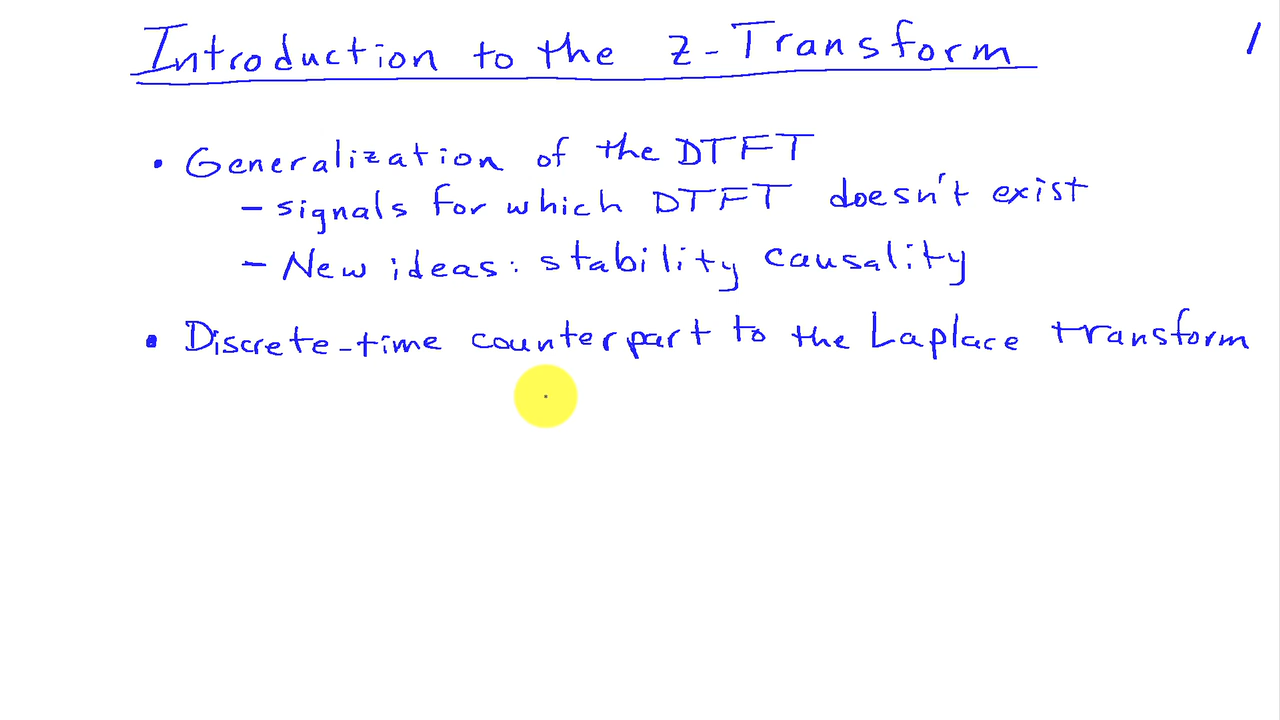 Introduction to the z-Transform
1
• Generalization of the DTFT
- signals for which DTFT doesn't exist
- New ideas: stability causality
• Discrete-time counterpart to the Laplace transform